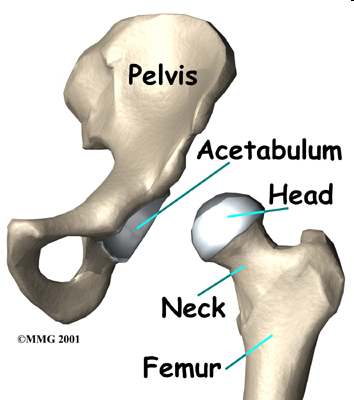 Pelvis
Acetabulum
Head
Neck
©MMG 2001
Femur